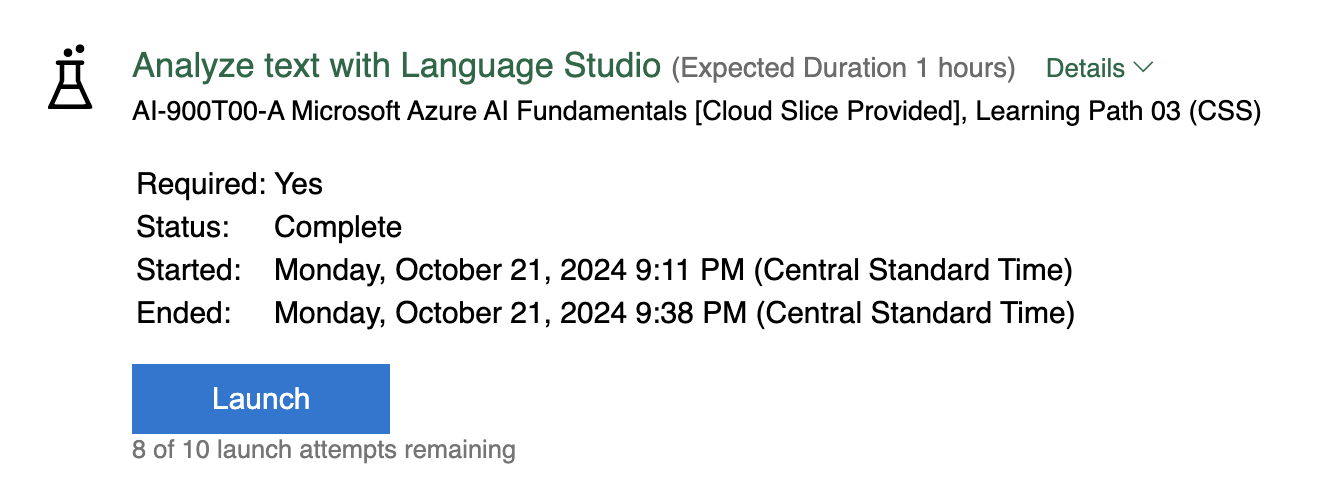 Analyze text with Language Studio (Expected Duration 1 hours) Details
AI-900T00-A Microsoft Azure AI Fundamentals [Cloud Slice Provided], Learning Path 03 (CSS)
Required: Yes
Status: Complete
Started: Monday, October 21, 2024 9:11 PM (Central Standard Time)
Ended: Monday, October 21, 2024 9:38 PM (Central Standard Time)
Launch
8 of 10 launch attempts remaining